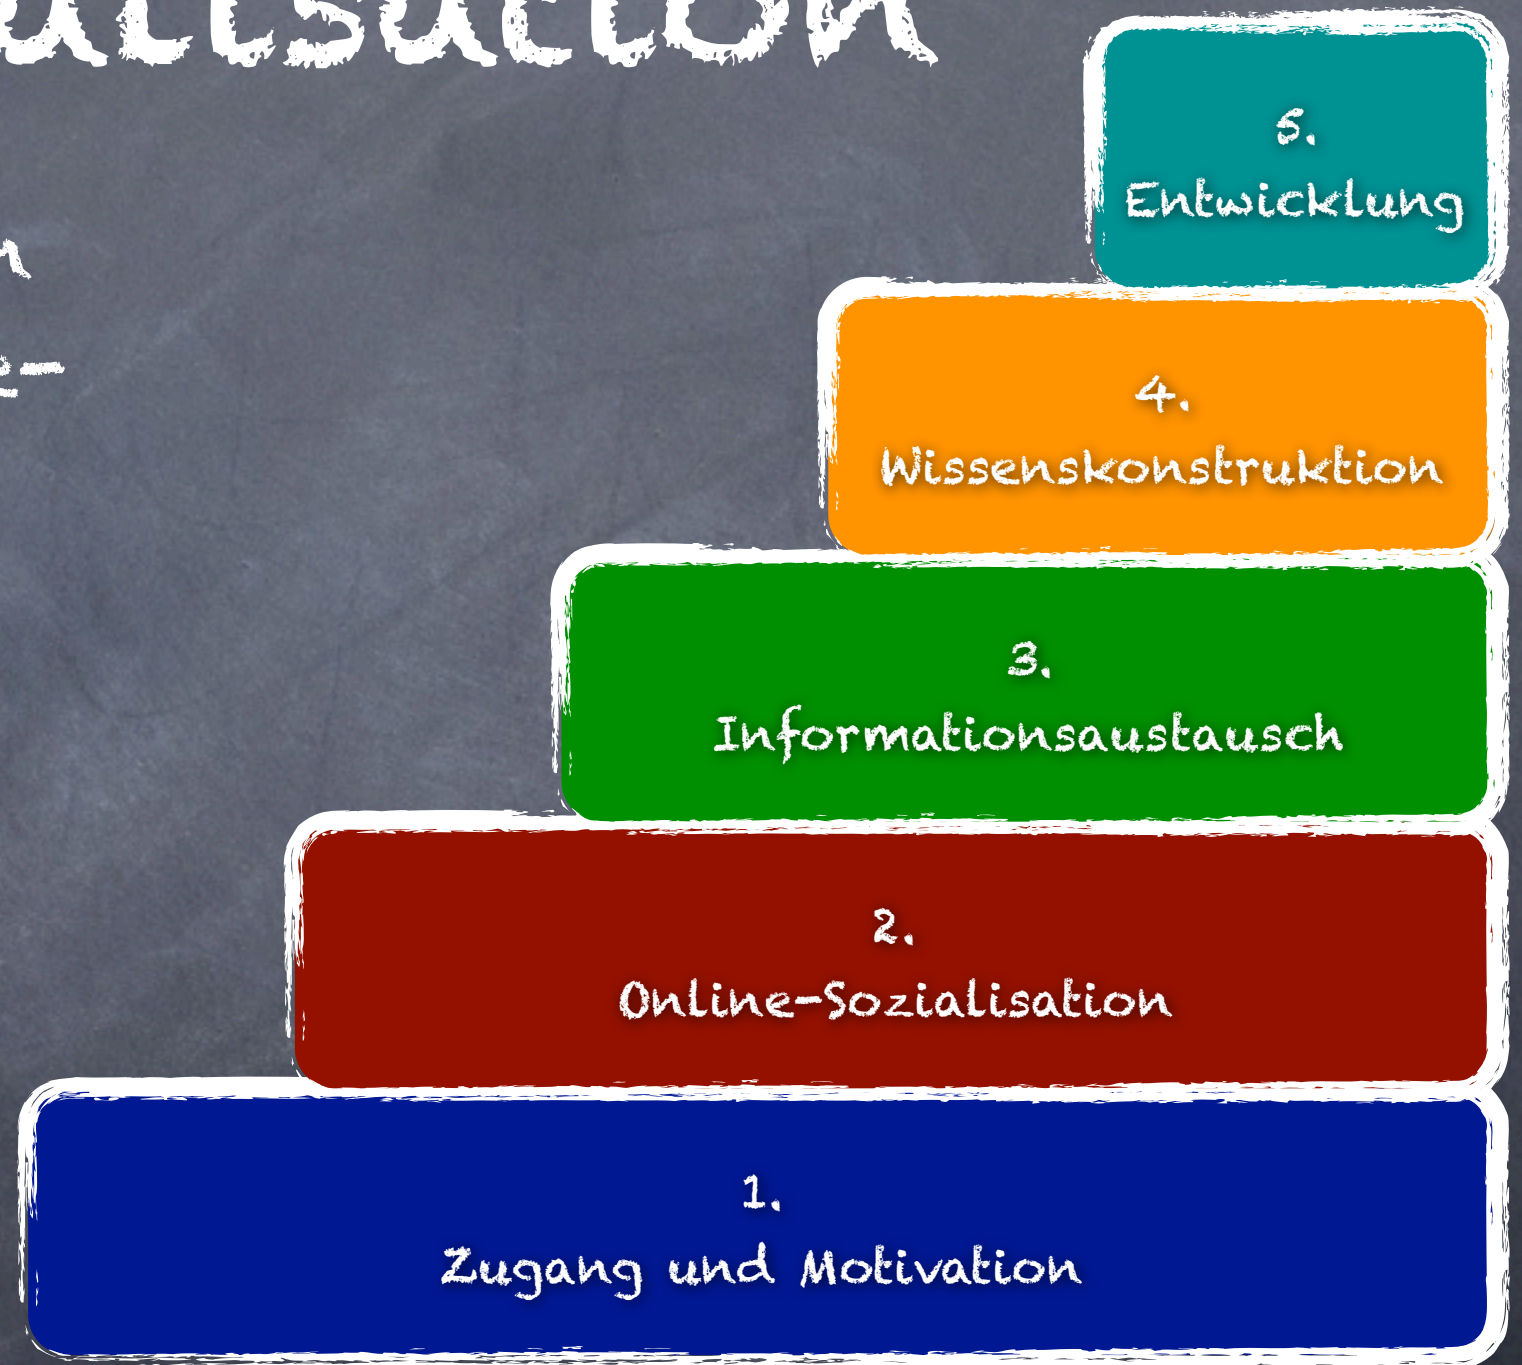 5.
Entwicklung
4.
Wissenskonstruktion
3.
Informationsaustausch
2.
Online-Sozialisation
1.
Zugang und Motivation